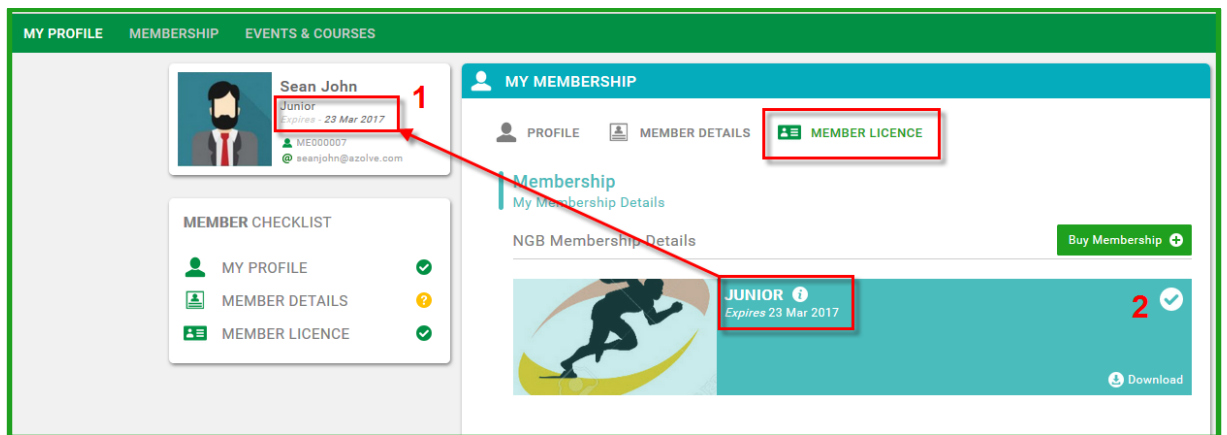 MY PROFILE MEMBERSHIP EVENTS & COURSES
Sean John
Junior
Expires - 23 Mar 2017
ME000007
@ seanjohn@azolve.com
1
MEMBER CHECKLIST
MY PROFILE
MEMBER DETAILS ?
MEMBER LICENCE
MY MEMBERSHIP
PROFILE MEMBER DETAILS MEMBER LICENCE
Membership
My Membership Details
NGB Membership Details
Buy Membership +
JUNIOR i
Expires 23 Mar 2017
2
Download